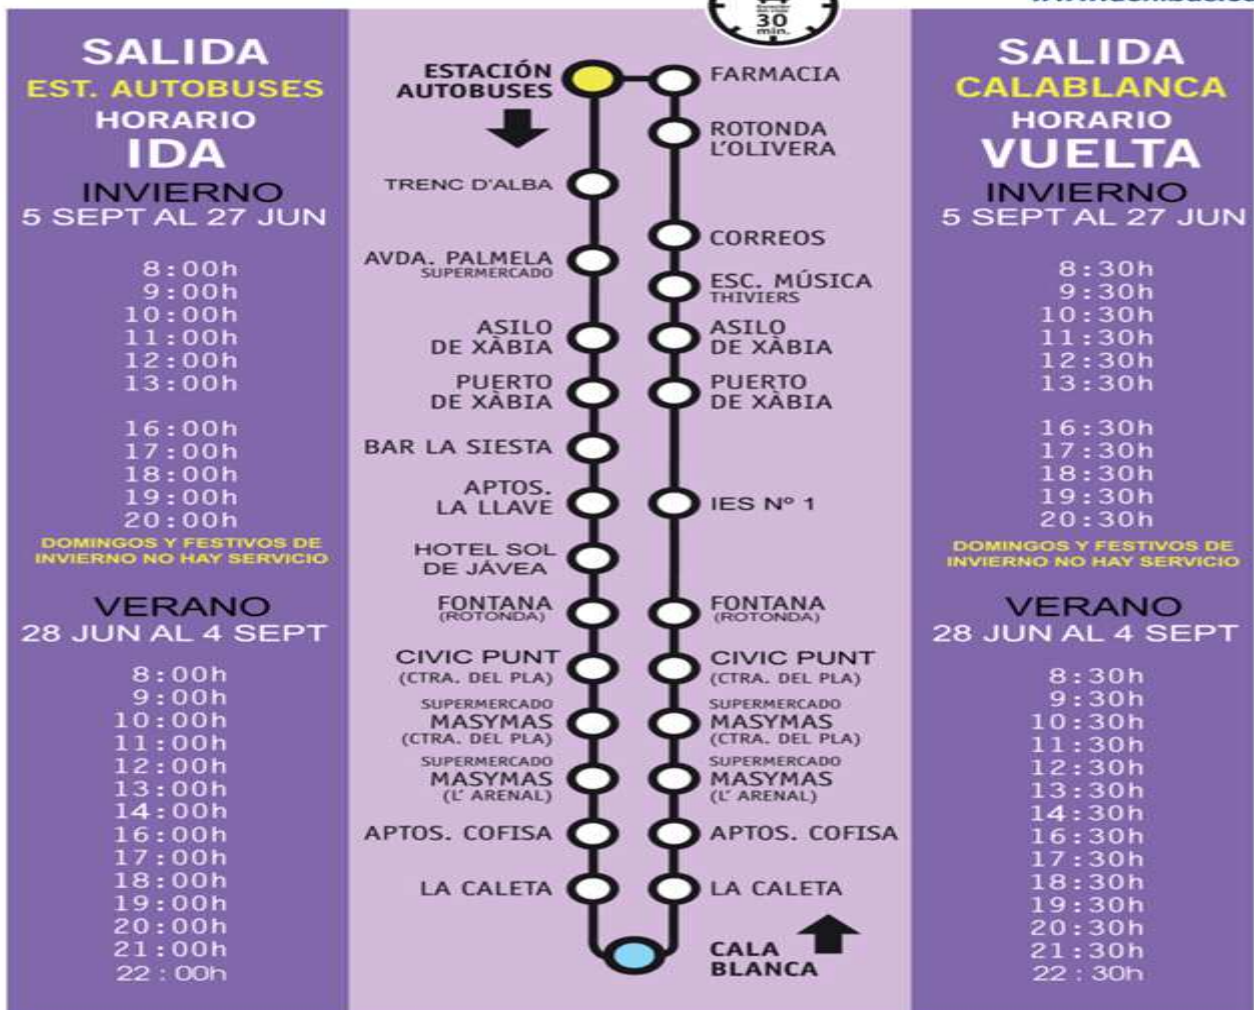 30
min.
SALIDA
EST. AUTOBUSES
HORARIO
IDA
INVIERNO
5 SEPT AL 27 JUN
8:00h
9:00h
10:00h
11:00h
12:00h
13:00h
16:00h
17:00h
18:00h
19:00h
20:00h
DOMINGOS Y FESTIVOS DE
INVIERNO NO HAY SERVICIO
VERANO
28 JUN AL 4 SEPT
8:00h
9:00h
10:00h
11:00h
12:00h
13:00h
14:00h
16:00h
17:00h
18:00h
19:00h
20:00h
21:00h
22:00h
ESTACIÓN
AUTOBUSES
TRENC D'ALBA
AVDA. PALMELA
SUPERMERCADO
ASILO
DE XÀBIA
PUERTO
DE XÀBIA
BAR LA SIESTA
APTOS.
LA LLAVE
HOTEL SOL
DE JÁVEA
FONTANA
(ROTONDA)
CIVIC PUNT
(CTRA. DEL PLA)
SUPERMERCADO
MASYMAS
(CTRA. DEL PLA)
SUPERMERCADO
MASYMAS
(L' ARENAL)
APTOS. COFISA
LA CALETA
FARMACIA
ROTONDA
L'OLIVERA
CORREOS
ESC. MÚSICA
THIVIERS
ASILO
DE XÀBIA
PUERTO
DE XÀBIA
IES Nº 1
FONTANA
(ROTONDA)
CIVIC PUNT
(CTRA. DEL PLA)
SUPERMERCADO
MASYMAS
(CTRA. DEL PLA)
SUPERMERCADO
MASYMAS
(L' ARENAL)
APTOS. COFISA
LA CALETA
CALA
BLANCA
SALIDA
CALABLANCA
HORARIO
VUELTA
INVIERNO
5 SEPT AL 27 JUN
8:30h
9:30h
10:30h
11:30h
12:30h
13:30h
16:30h
17:30h
18:30h
19:30h
20:30h
DOMINGOS Y FESTIVOS DE
INVIERNO NO HAY SERVICIO
VERANO
28 JUN AL 4 SEPT
8:30h
9:30h
10:30h
11:30h
12:30h
13:30h
14:30h
16:30h
17:30h
18:30h
19:30h
20:30h
21:30h
22:30h